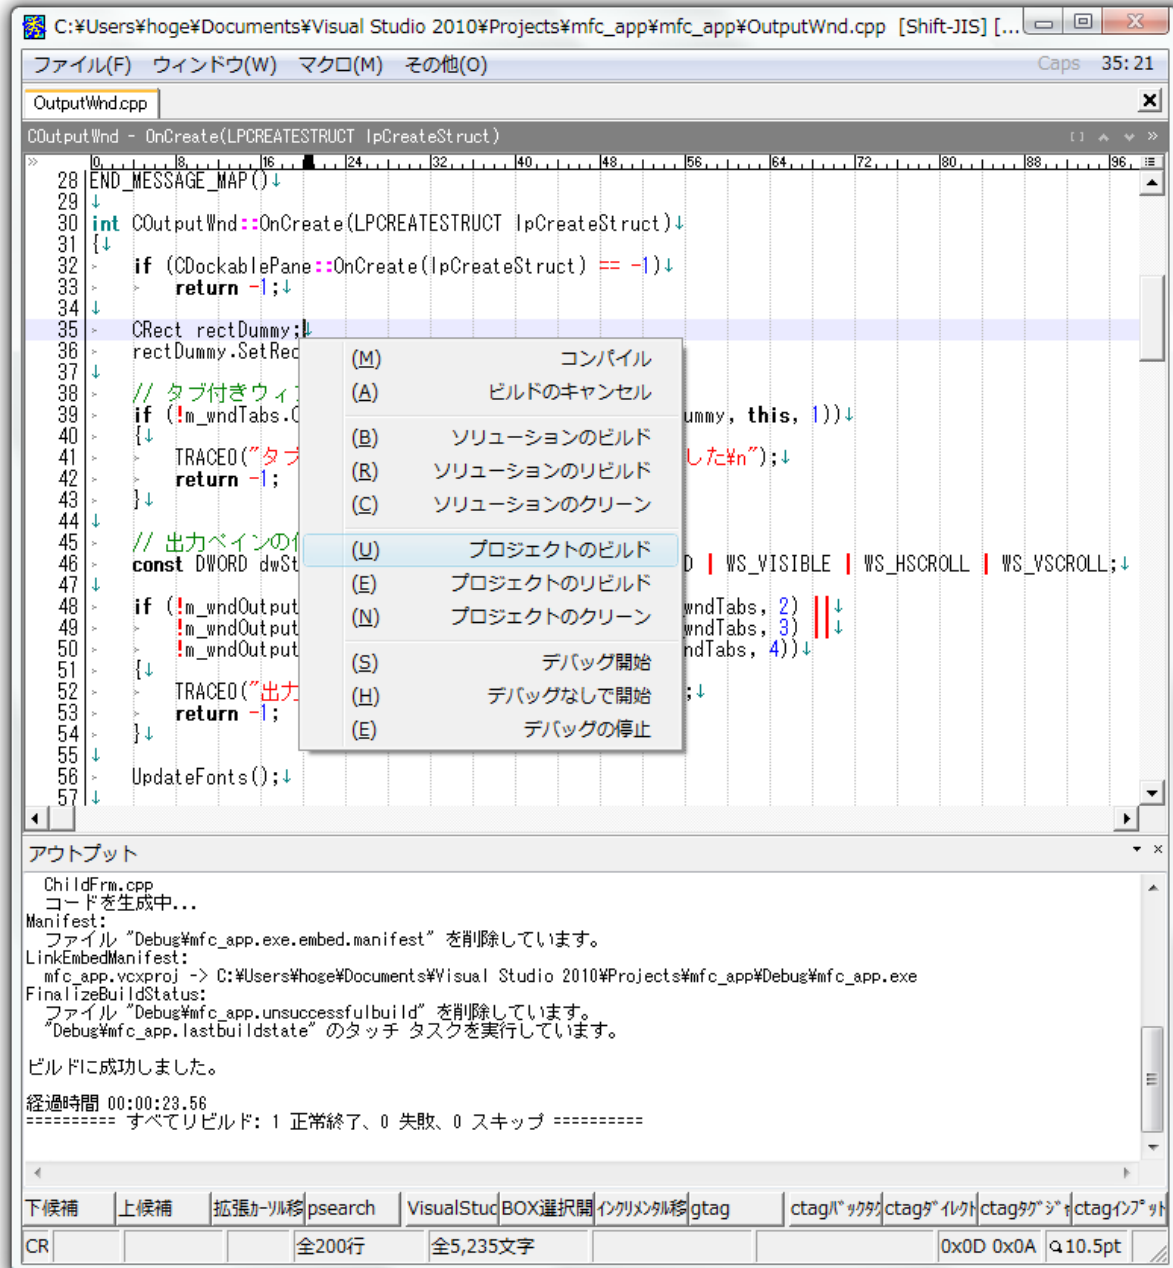 C:¥Users¥hoge¥Documents¥Visual Studio 2010¥Projects¥mfc_app¥mfc_app¥OutputWnd.cpp [Shift-JIS] [...
ファイル(F) ウィンドウ(W) マクロ(M) その他(O) Caps 35:21
OutputWnd.cpp
COutputWnd - OnCreate(LPCREATESTRUCT lpCreateStruct)
0 8 16 24 32 40 48 56 64 72 80 88 96
28 END_MESSAGE_MAP()↓
29 ↓
30 int COutputWnd::OnCreate(LPCREATESTRUCT lpCreateStruct)↓
31 {↓
32 if (CDockablePane::OnCreate(lpCreateStruct) == -1)↓
33 return -1;↓
34 ↓
35 CRect rectDummy;↓
36 rectDummy.SetRec
37 ↓
38 // タブ付きウィ
39 if (!m_wndTabs.C ummy, this, 1))↓
40 {↓
41 TRACE0("タブ した¥n");↓
42 return -1;
43 }↓
44 ↓
45 // 出力ペインの
46 const DWORD dwSt D | WS_VISIBLE | WS_HSCROLL | WS_VSCROLL;↓
47 ↓
48 if (!m_wndOutput wndTabs, 2) ||↓
49 !m_wndOutput wndTabs, 3) ||↓
50 !m_wndOutput ndTabs, 4))↓
51 {↓
52 TRACE0("出力 ;↓
53 return -1;
54 }↓
55 ↓
56 UpdateFonts();↓
57 ↓
(M) コンパイル
(A) ビルドのキャンセル
(B) ソリューションのビルド
(R) ソリューションのリビルド
(C) ソリューションのクリーン
(U) プロジェクトのビルド
(E) プロジェクトのリビルド
(N) プロジェクトのクリーン
(S) デバッグ開始
(H) デバッグなしで開始
(E) デバッグの停止
アウトプット
ChildFrm.cpp
コードを生成中...
Manifest:
ファイル "Debug¥mfc_app.exe.embed.manifest" を削除しています。
LinkEmbedManifest:
mfc_app.vcxproj -> C:¥Users¥hoge¥Documents¥Visual Studio 2010¥Projects¥mfc_app¥Debug¥mfc_app.exe
FinalizeBuildStatus:
ファイル "Debug¥mfc_app.unsuccessfulbuild" を削除しています。
"Debug¥mfc_app.lastbuildstate" のタッチ タスクを実行しています。
ビルドに成功しました。
経過時間 00:00:23.56
========== すべてリビルド: 1 正常終了、0 失敗、0 スキップ ==========
下候補 上候補 拡張ｶｰｿﾙ移 psearch VisualStud BOX選択開 ｲﾝｸﾘﾒﾝﾀﾙ移 gtag ctagﾊﾞｯｸﾀｸﾞ ctagﾀﾞｲﾚｸﾄ ctagﾀｸﾞｼﾞｬ ctagｲﾝﾌﾟｯﾄ
CR 全200行 全5,235文字 0x0D 0x0A 10.5pt